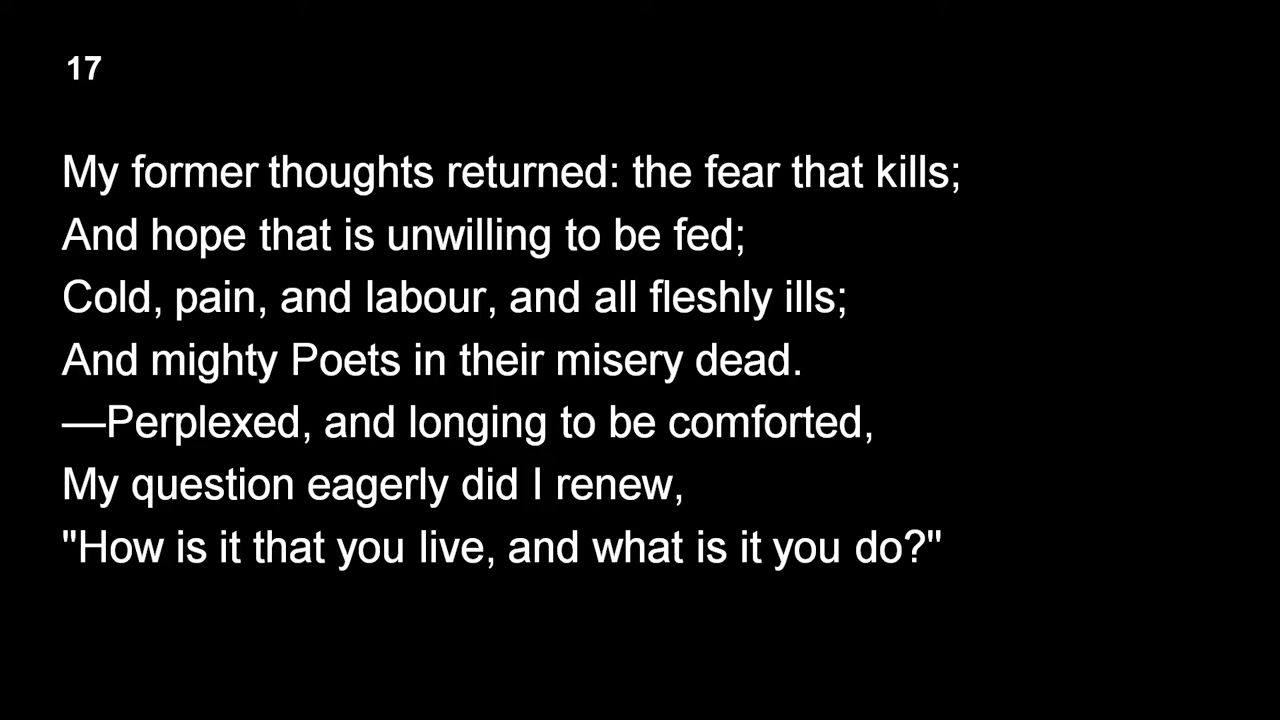 17
My former thoughts returned: the fear that kills;
And hope that is unwilling to be fed;
Cold, pain, and labour, and all fleshly ills;
And mighty Poets in their misery dead.
—Perplexed, and longing to be comforted,
My question eagerly did I renew,
"How is it that you live, and what is it you do?"